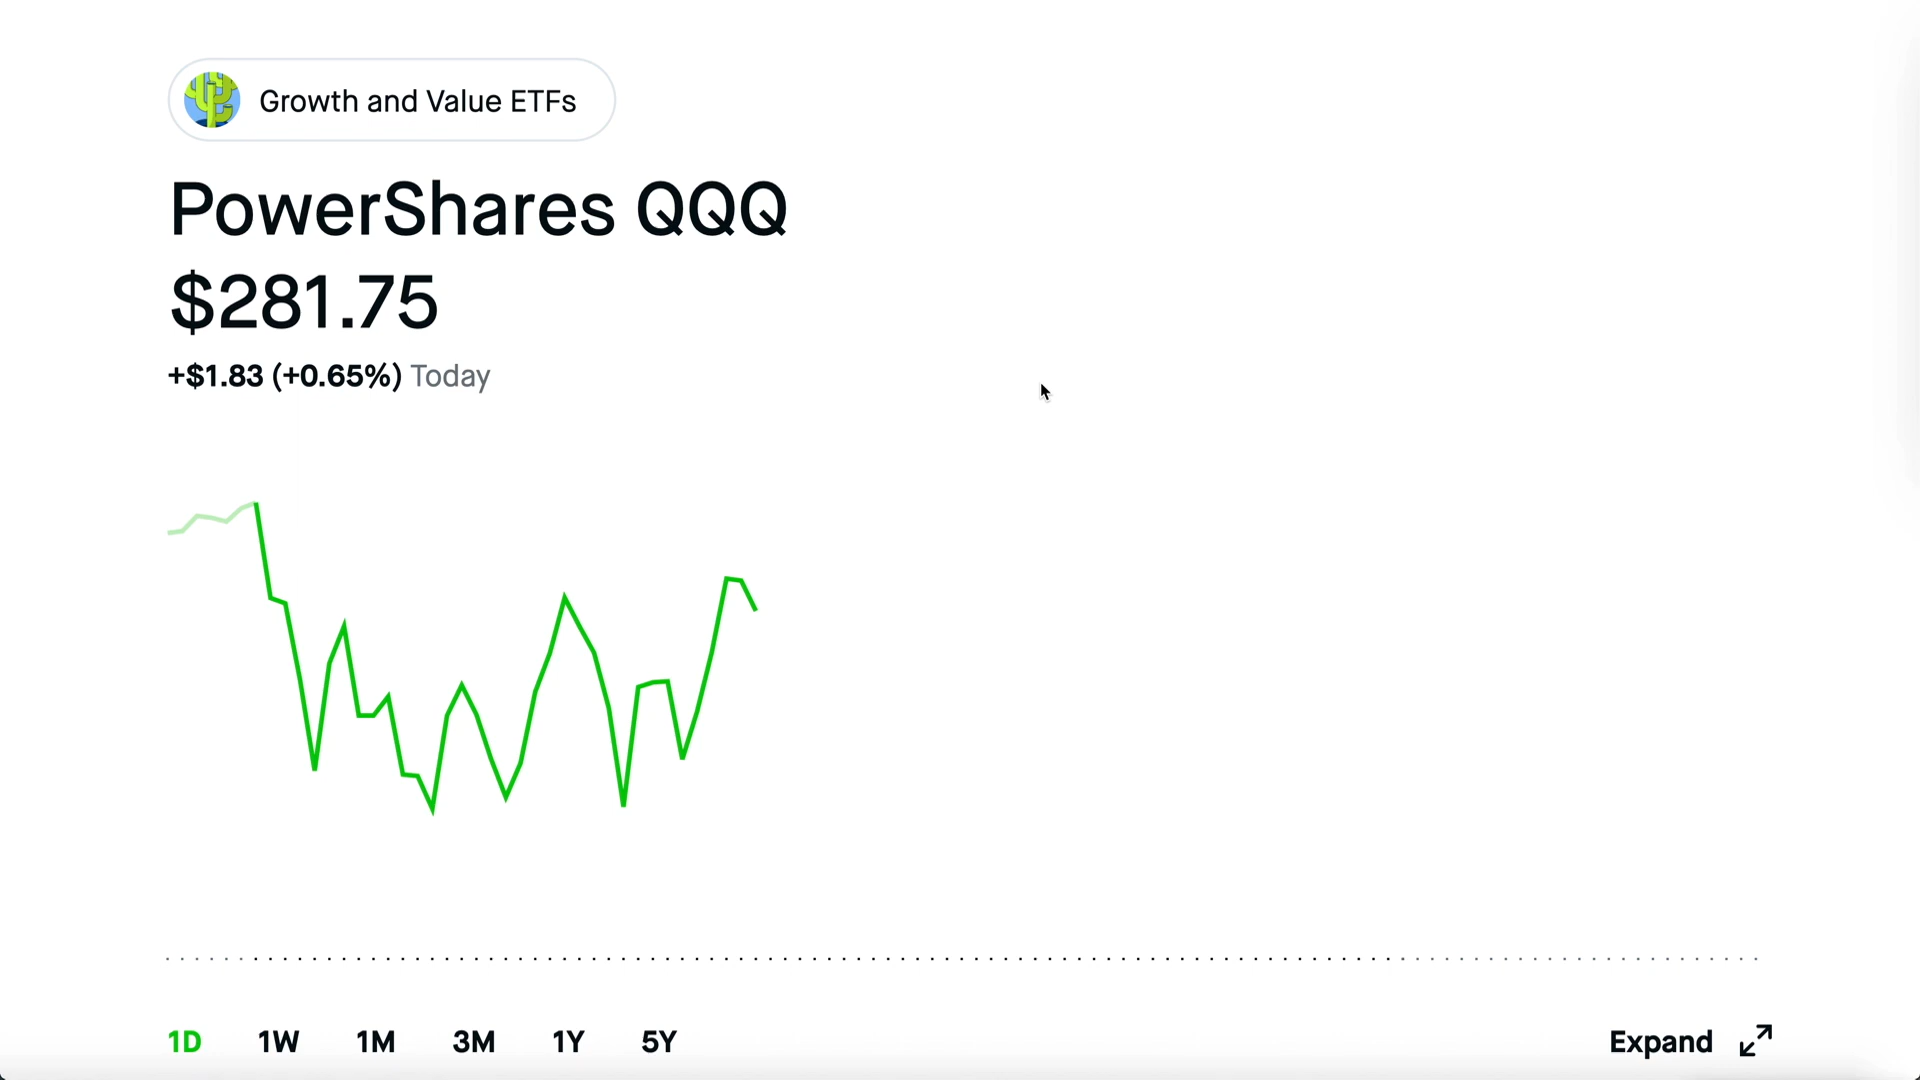 Growth and Value ETFs
PowerShares QQQ
$281.75
+$1.83 (+0.65%) Today
1D 1W 1M 3M 1Y 5Y Expand